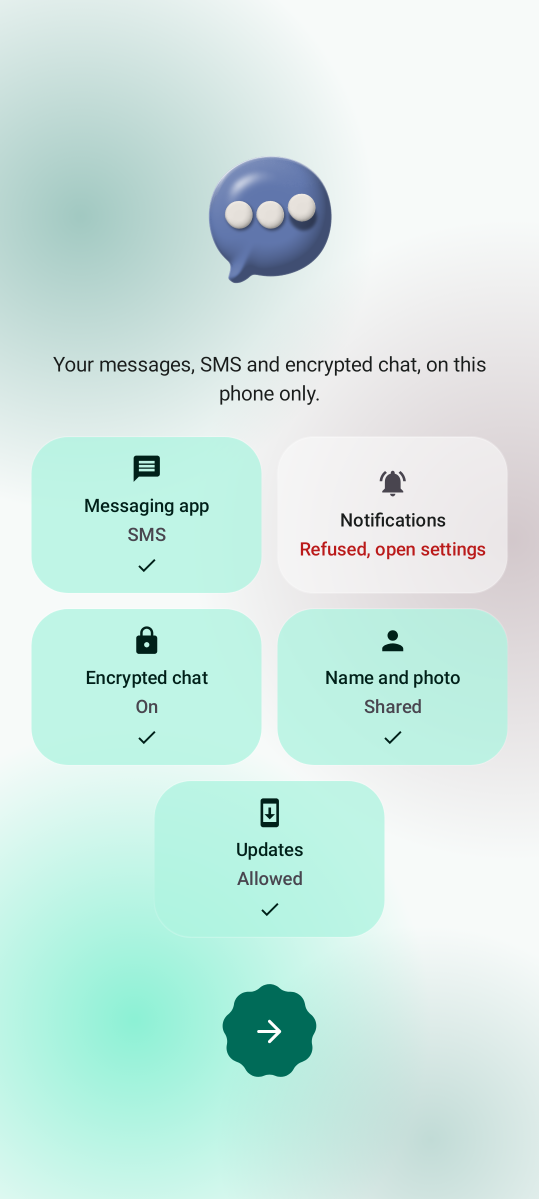 Your messages, SMS and encrypted chat, on this
phone only.
Messaging app
SMS
Notifications
Refused, open settings
Encrypted chat
On
Name and photo
Shared
Updates
Allowed